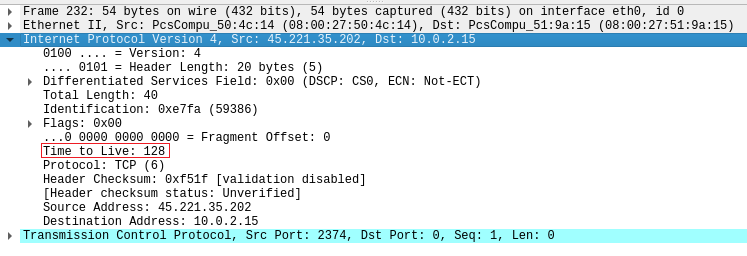 Frame 232: 54 bytes on wire (432 bits), 54 bytes captured (432 bits) on interface eth0, id 0
Ethernet II, Src: PcsCompu_50:4c:14 (08:00:27:50:4c:14), Dst: PcsCompu_51:9a:15 (08:00:27:51:9a:15)
Internet Protocol Version 4, Src: 45.221.35.202, Dst: 10.0.2.15
0100 .... = Version: 4
.... 0101 = Header Length: 20 bytes (5)
Differentiated Services Field: 0x00 (DSCP: CS0, ECN: Not-ECT)
Total Length: 40
Identification: 0xe7fa (59386)
Flags: 0x00
...0 0000 0000 0000 = Fragment Offset: 0
Time to Live: 128
Protocol: TCP (6)
Header Checksum: 0xf51f [validation disabled]
[Header checksum status: Unverified]
Source Address: 45.221.35.202
Destination Address: 10.0.2.15
Transmission Control Protocol, Src Port: 2374, Dst Port: 0, Seq: 1, Len: 0